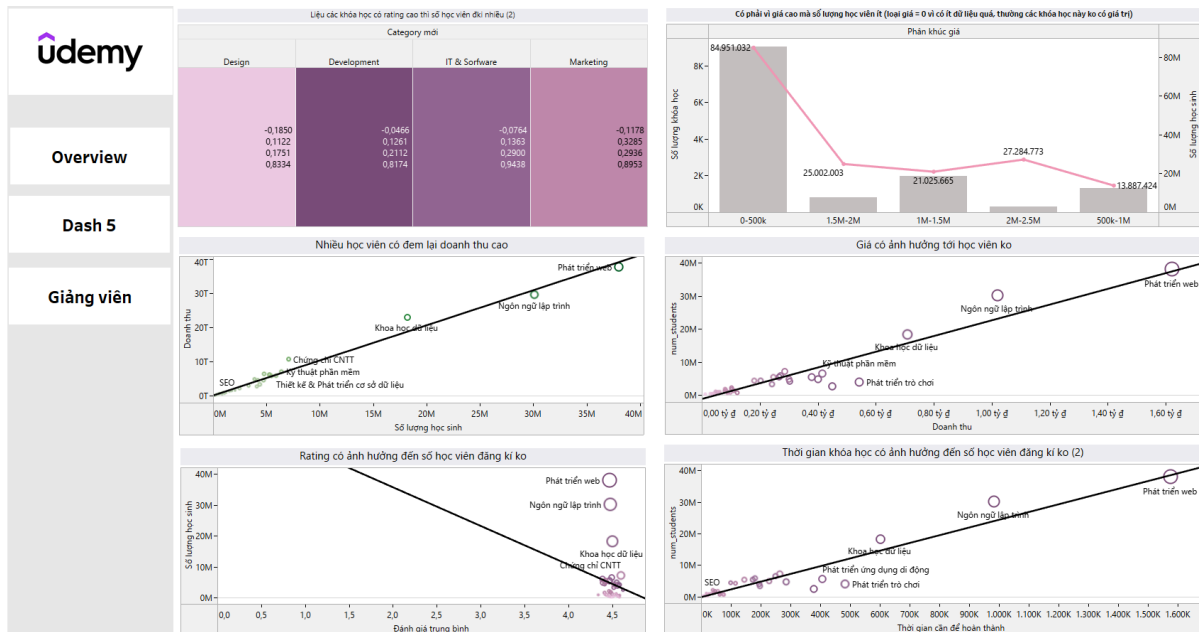 ûdemy
Overview
Dash 5
Giảng viên
Liệu các khóa học có rating cao thì số học viên đki nhiều (2)
Category mới
Design Development IT & Sorfware Marketing
-0,1850 -0,0466 -0,0764 -0,1178
0,1122 0,1261 0,1363 0,3285
0,1751 0,2112 0,2900 0,2936
0,8334 0,8174 0,9438 0,8953
Có phải vì giá cao mà số lượng học viên ít (loại giá = 0 vì có ít dữ liệu quá, thường các khóa học này ko có giá trị)
Phân khúc giá
Số lượng khóa học
8K
6K
4K
2K
0K
84.951.032
25.002.003
21.025.665
27.284.773
13.887.424
80M
60M
40M
20M
0M
Số lượng học sinh
0-500k 1.5M-2M 1M-1.5M 2M-2.5M 500k-1M
Nhiều học viên có đem lại doanh thu cao
Doanh thu
40T
30T
20T
10T
0T
Phát triển web
Ngôn ngữ lập trình
Khoa học dữ liệu
Chứng chỉ CNTT
Kỹ thuật phần mềm
SEO
Thiết kế & Phát triển cơ sở dữ liệu
0M 5M 10M 15M 20M 25M 30M 35M 40M
Số lượng học sinh
Giá có ảnh hưởng tới học viên ko
num_students
40M
30M
20M
10M
0M
Phát triển web
Ngôn ngữ lập trình
Khoa học dữ liệu
Kỹ thuật phần mềm
Phát triển trò chơi
0,00 tỷ đ 0,20 tỷ đ 0,40 tỷ đ 0,60 tỷ đ 0,80 tỷ đ 1,00 tỷ đ 1,20 tỷ đ 1,40 tỷ đ 1,60 tỷ đ
Doanh thu
Rating có ảnh hưởng đến số học viên đăng kí ko
Số lượng học sinh
40M
30M
20M
10M
0M
Phát triển web
Ngôn ngữ lập trình
Khoa học dữ liệu
Chứng chỉ CNTT
0,0 0,5 1,0 1,5 2,0 2,5 3,0 3,5 4,0 4,5
Đánh giá trung bình
Thời gian khóa học có ảnh hưởng đến số học viên đăng kí ko (2)
num_students
40M
30M
20M
10M
0M
Phát triển web
Ngôn ngữ lập trình
Khoa học dữ liệu
Phát triển ứng dụng di động
SEO
Phát triển trò chơi
0K 100K 200K 300K 400K 500K 600K 700K 800K 900K 1.000K 1.100K 1.200K 1.300K 1.400K 1.500K 1.600K
Thời gian cần để hoàn thành